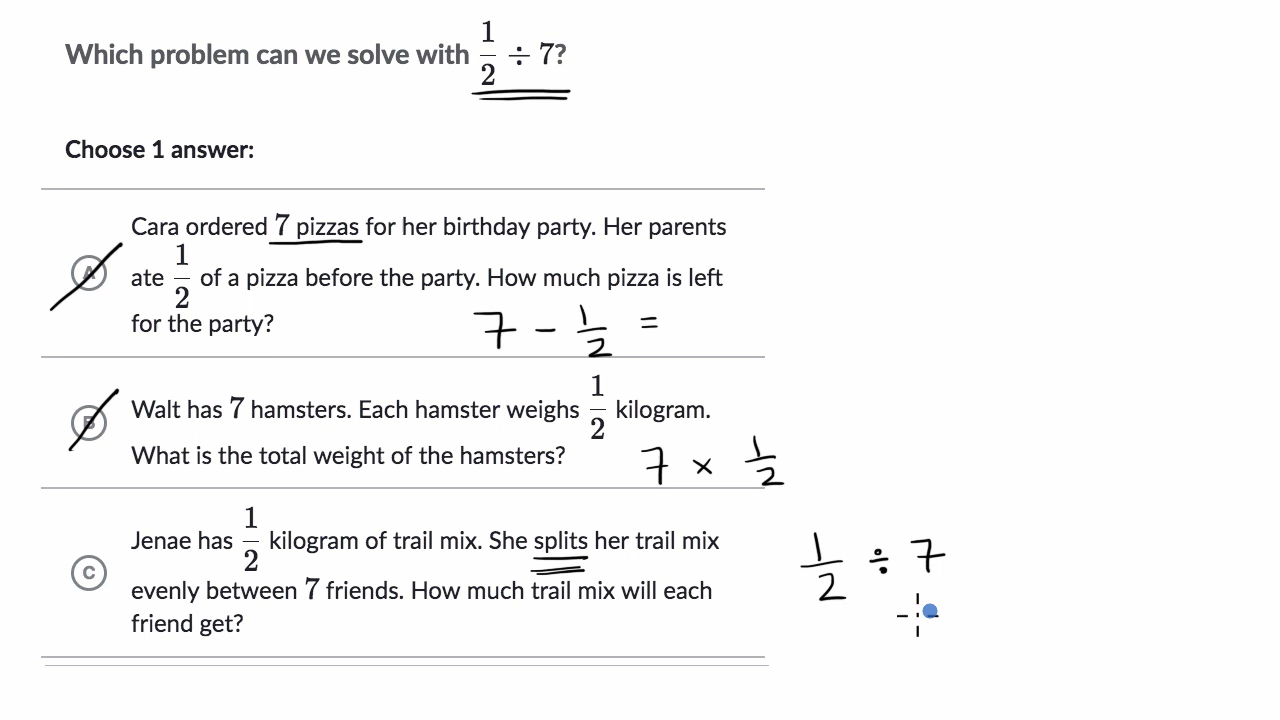 Which problem can we solve with 1/2 ÷ 7?
Choose 1 answer:
A
Cara ordered 7 pizzas for her birthday party. Her parents
ate 1/2 of a pizza before the party. How much pizza is left
for the party?
7 - 1/2 =
B
Walt has 7 hamsters. Each hamster weighs 1/2 kilogram.
What is the total weight of the hamsters?
7 × 1/2
C
Jenae has 1/2 kilogram of trail mix. She splits her trail mix
evenly between 7 friends. How much trail mix will each
friend get?
1/2 ÷ 7